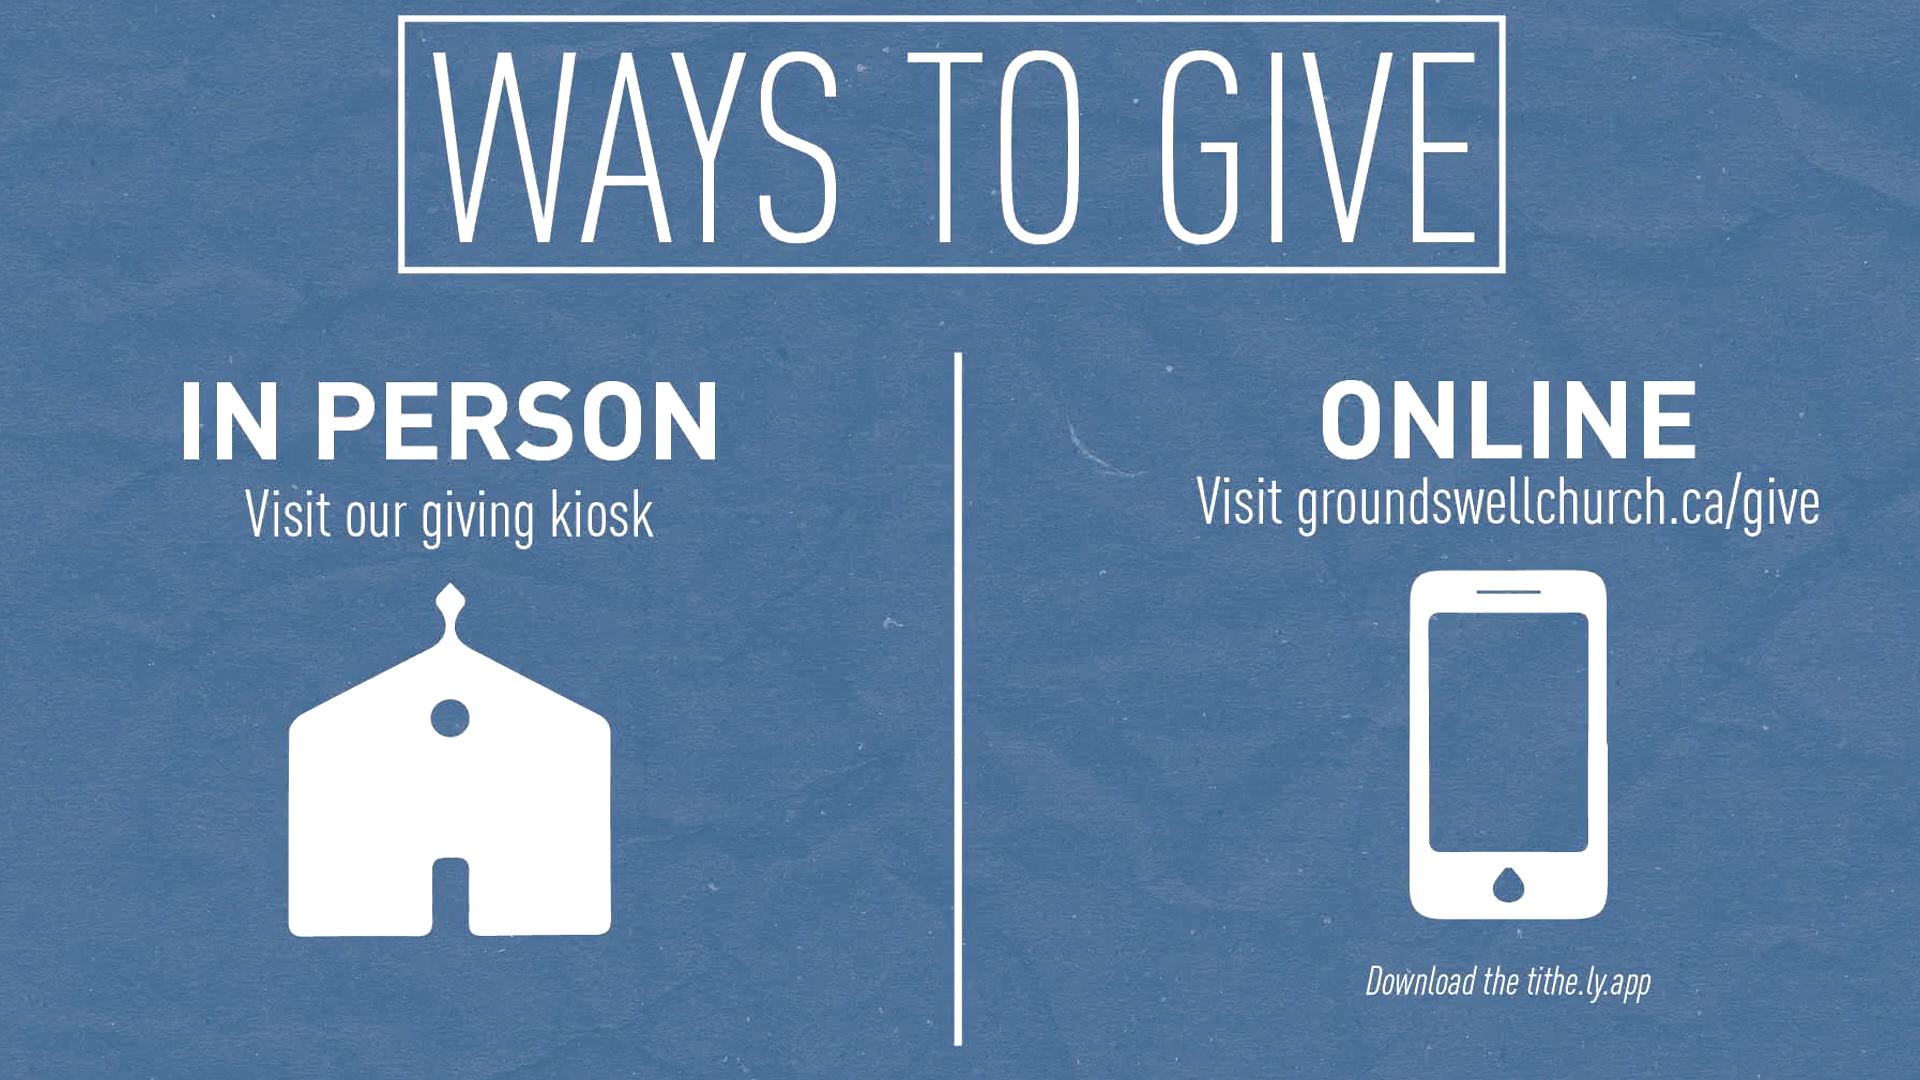 WAYS TO GIVE
IN PERSON
Visit our giving kiosk
ONLINE
Visit groundswellchurch.ca/give
Download the tithe.ly.app